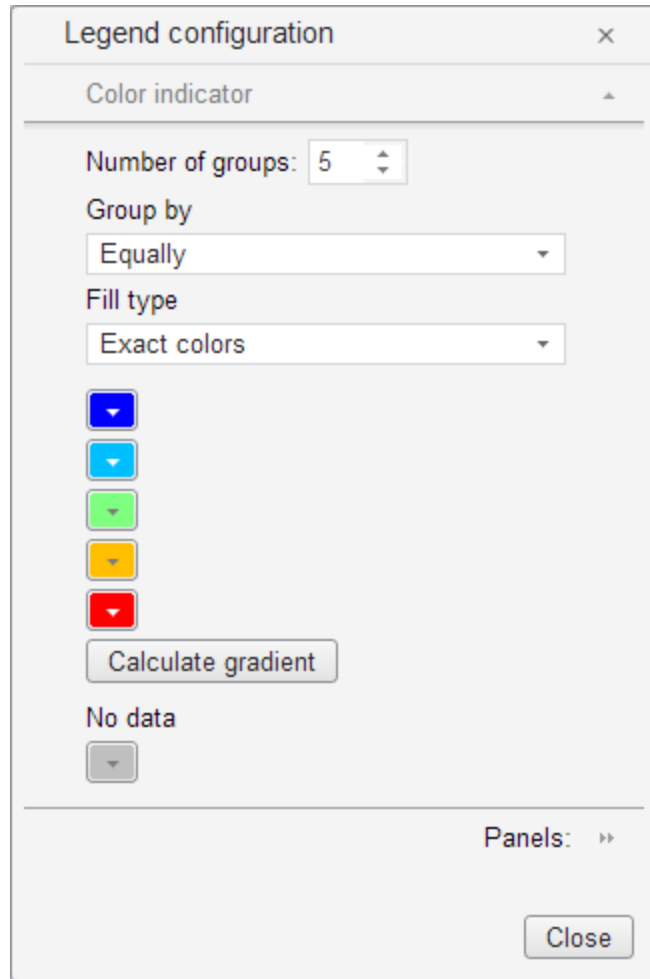 Legend configuration
Color indicator
Number of groups: 5
Group by
Equally
Fill type
Exact colors
Calculate gradient
No data
Panels:
Close